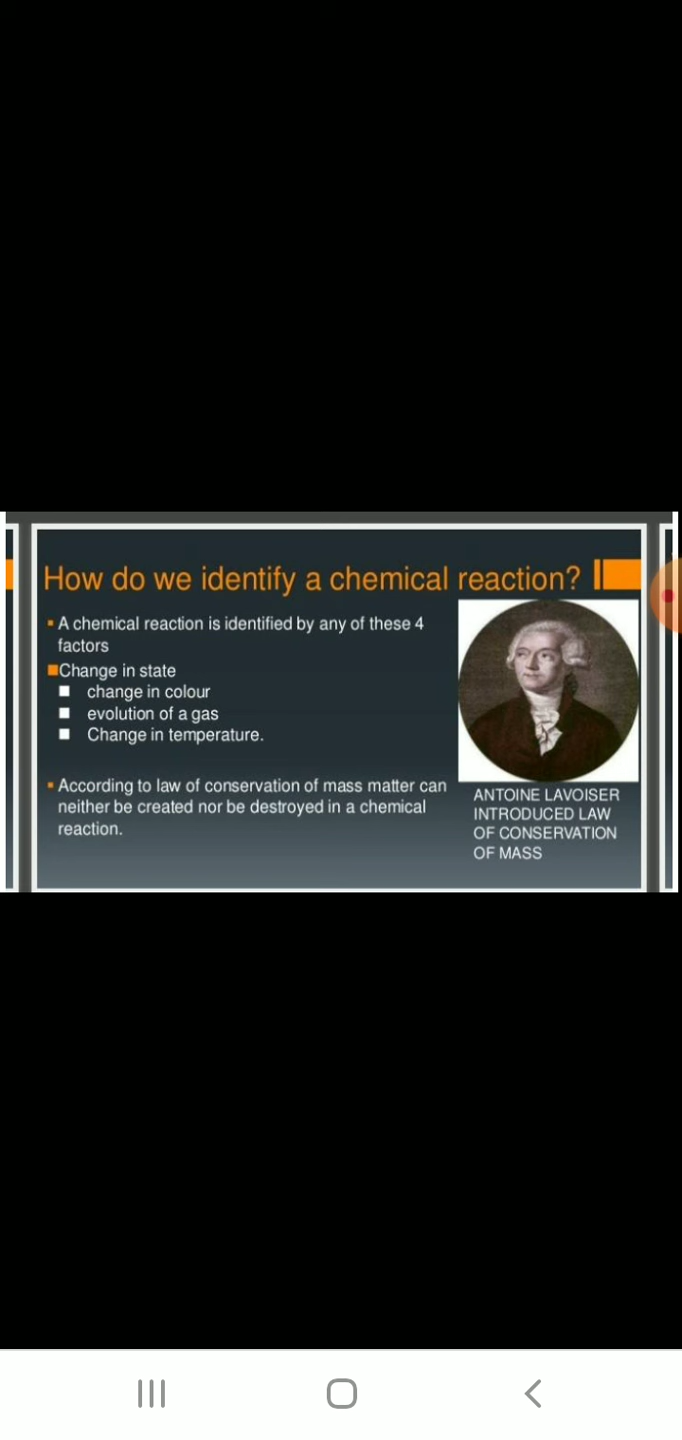 How do we identify a chemical reaction?
▪ A chemical reaction is identified by any of these 4
factors
■Change in state
■ change in colour
■ evolution of a gas
■ Change in temperature.
▪ According to law of conservation of mass matter can
neither be created nor be destroyed in a chemical
reaction.
ANTOINE LAVOISER
INTRODUCED LAW
OF CONSERVATION
OF MASS